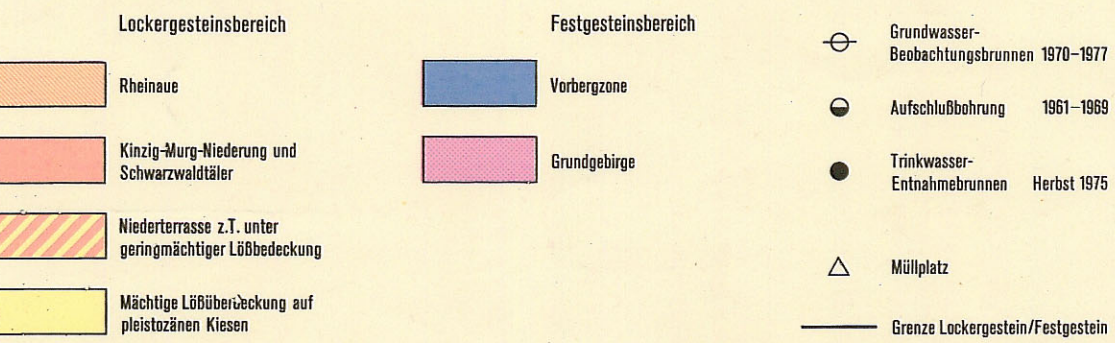 Lockergesteinsbereich
Rheinaue
Kinzig-Murg-Niederung und
Schwarzwaldtäler
Niederterrasse z.T. unter
geringmächtiger Lößbedeckung
Mächtige Lößüberdeckung auf
pleistozänen Kiesen
Festgesteinsbereich
Vorbergzone
Grundgebirge
Grundwasser-
Beobachtungsbrunnen 1970–1977
Aufschlußbohrung 1961–1969
Trinkwasser-
Entnahmebrunnen Herbst 1975
Müllplatz
Grenze Lockergestein/Festgestein